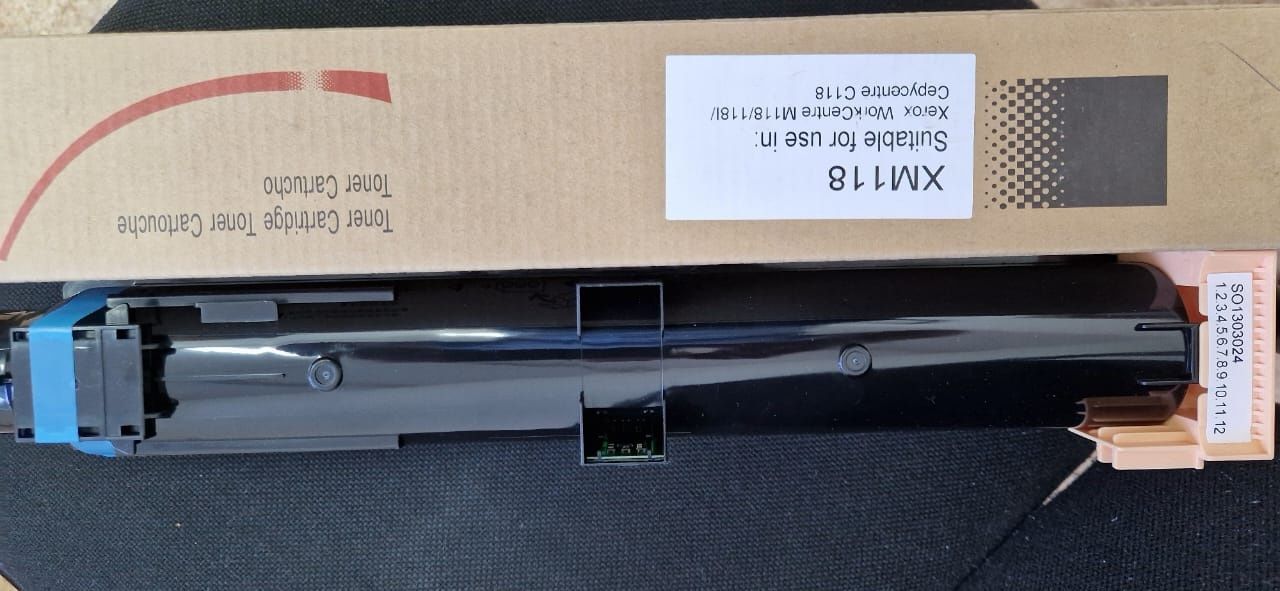 XM118
Suitable for use in:
Xerox WorkCentre M118/118I/
Cepycentre C118
Toner Cartridge Toner Cartouche
Toner Cartucho
SO1303024
1.2.3.4.5.6.7.8.9.10.11.12